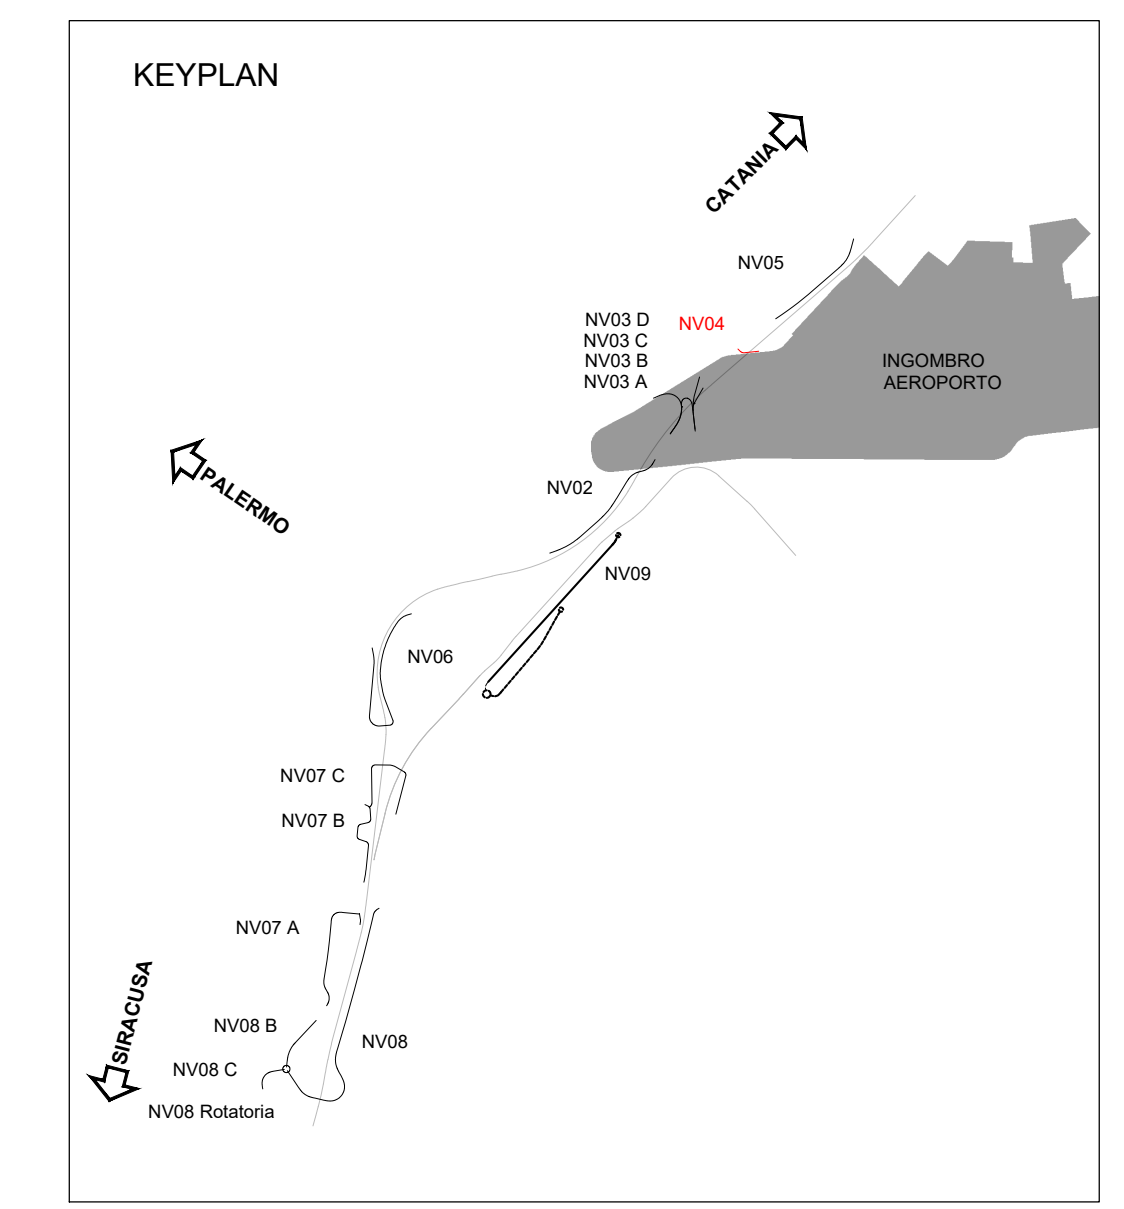 KEYPLAN
CATANIA
NV05
NV03 D
NV04
NV03 C
NV03 B
NV03 A
INGOMBRO
AEROPORTO
PALERMO
NV02
NV09
NV06
NV07 C
NV07 B
NV07 A
SIRACUSA
NV08 B
NV08
NV08 C
NV08 Rotatoria